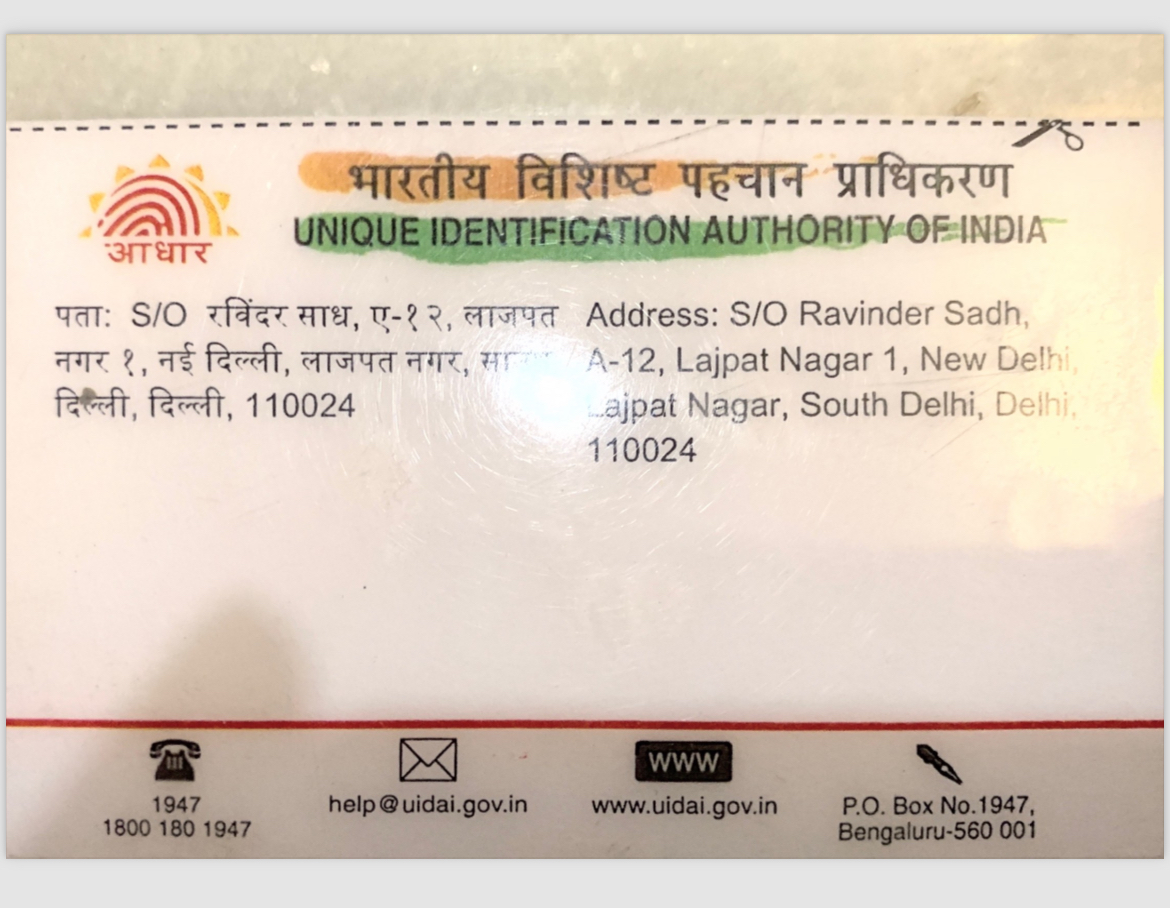 भारतीय विशिष्ट पहचान प्राधिकरण
UNIQUE IDENTIFICATION AUTHORITY OF INDIA
आधार
पता: S/O रविंदर साध, ए-१२, लाजपत
नगर १, नई दिल्ली, लाजपत नगर,
दिल्ली, दिल्ली, 110024
Address: S/O Ravinder Sadh,
A-12, Lajpat Nagar 1, New Delhi,
Lajpat Nagar, South Delhi, Delhi,
110024
1947
1800 180 1947
help@uidai.gov.in
www
www.uidai.gov.in
P.O. Box No.1947,
Bengaluru-560 001